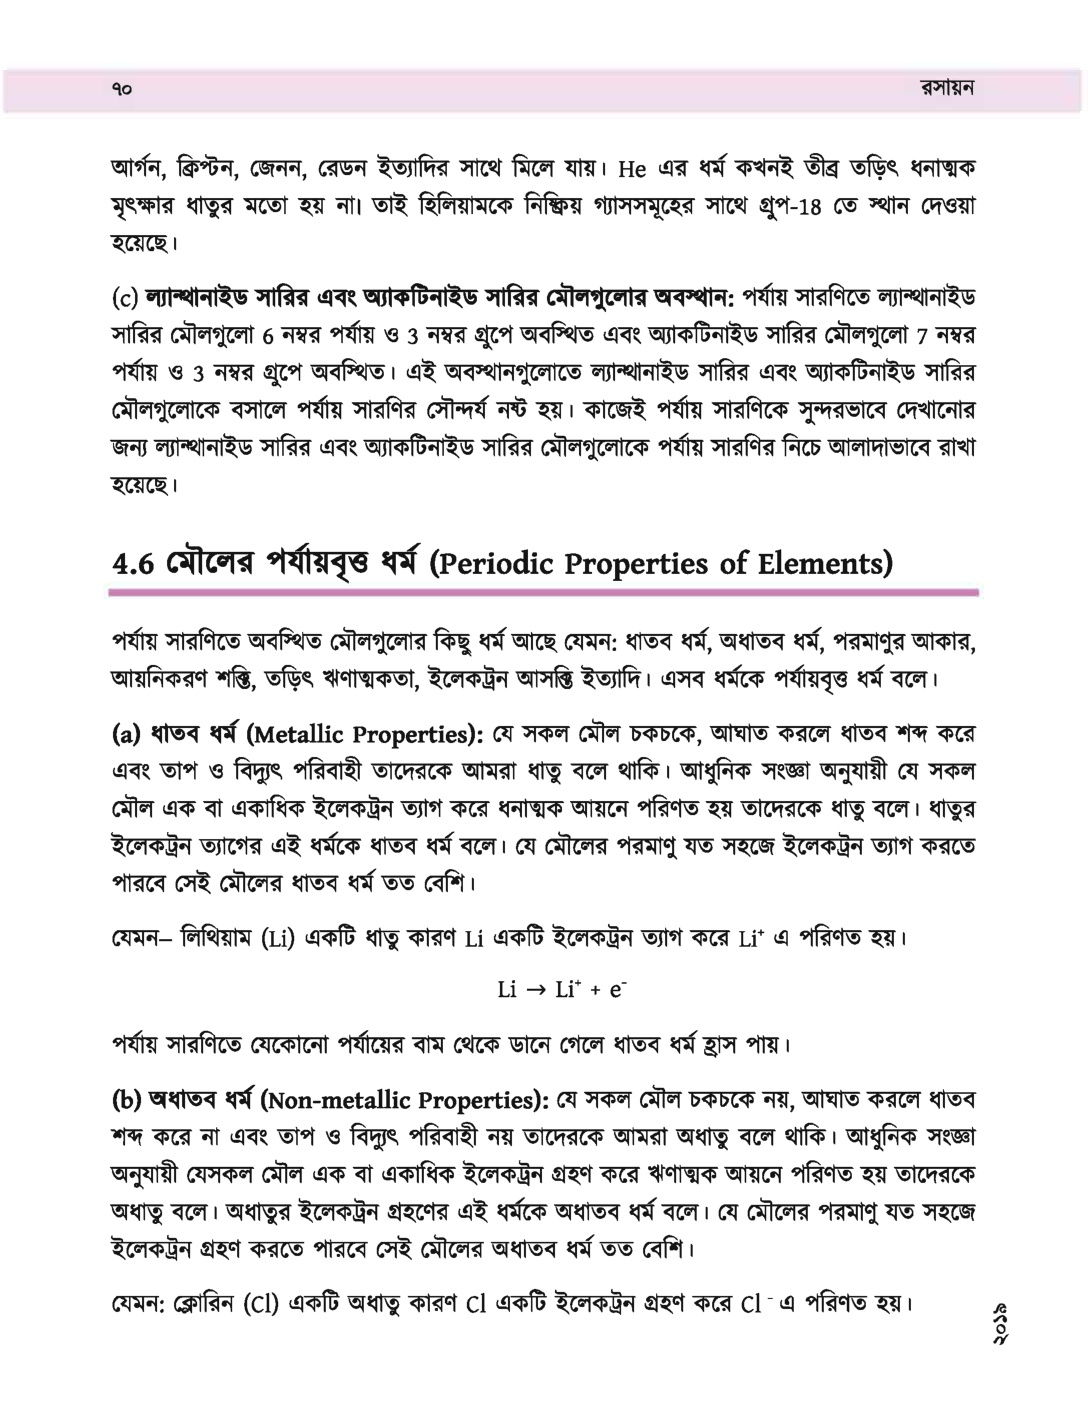 ৭০
রসায়ন
আর্গন, ক্রিপ্টন, জেনন, রেডন ইত্যাদির সাথে মিলে যায়। He এর ধর্ম কখনই তীব্র তড়িৎ ধনাত্মক
মৃৎক্ষার ধাতুর মতো হয় না। তাই হিলিয়ামকে নিষ্ক্রিয় গ্যাসসমূহের সাথে গ্রুপ-18 তে স্থান দেওয়া
হয়েছে।
(c) ল্যান্থানাইড সারির এবং অ্যাকটিনাইড সারির মৌলগুলোর অবস্থান: পর্যায় সারণিতে ল্যান্থানাইড
সারির মৌলগুলো 6 নম্বর পর্যায় ও 3 নম্বর গ্রুপে অবস্থিত এবং অ্যাকটিনাইড সারির মৌলগুলো 7 নম্বর
পর্যায় ও 3 নম্বর গ্রুপে অবস্থিত। এই অবস্থানগুলোতে ল্যান্থানাইড সারির এবং অ্যাকটিনাইড সারির
মৌলগুলোকে বসালে পর্যায় সারণির সৌন্দর্য নষ্ট হয়। কাজেই পর্যায় সারণিকে সুন্দরভাবে দেখানোর
জন্য ল্যান্থানাইড সারির এবং অ্যাকটিনাইড সারির মৌলগুলোকে পর্যায় সারণির নিচে আলাদাভাবে রাখা
হয়েছে।
4.6 মৌলের পর্যায়বৃত্ত ধর্ম (Periodic Properties of Elements)
পর্যায় সারণিতে অবস্থিত মৌলগুলোর কিছু ধর্ম আছে যেমন: ধাতব ধর্ম, অধাতব ধর্ম, পরমাণুর আকার,
আয়নিকরণ শক্তি, তড়িৎ ঋণাত্মকতা, ইলেকট্রন আসক্তি ইত্যাদি। এসব ধর্মকে পর্যায়বৃত্ত ধর্ম বলে।
(a) ধাতব ধর্ম (Metallic Properties): যে সকল মৌল চকচকে, আঘাত করলে ধাতব শব্দ করে
এবং তাপ ও বিদ্যুৎ পরিবাহী তাদেরকে আমরা ধাতু বলে থাকি। আধুনিক সংজ্ঞা অনুযায়ী যে সকল
মৌল এক বা একাধিক ইলেকট্রন ত্যাগ করে ধনাত্মক আয়নে পরিণত হয় তাদেরকে ধাতু বলে। ধাতুর
ইলেকট্রন ত্যাগের এই ধর্মকে ধাতব ধর্ম বলে। যে মৌলের পরমাণু যত সহজে ইলেকট্রন ত্যাগ করতে
পারবে সেই মৌলের ধাতব ধর্ম তত বেশি।
যেমন– লিথিয়াম (Li) একটি ধাতু কারণ Li একটি ইলেকট্রন ত্যাগ করে Li⁺ এ পরিণত হয়।
Li → Li⁺ + e⁻
পর্যায় সারণিতে যেকোনো পর্যায়ের বাম থেকে ডানে গেলে ধাতব ধর্ম হ্রাস পায়।
(b) অধাতব ধর্ম (Non-metallic Properties): যে সকল মৌল চকচকে নয়, আঘাত করলে ধাতব
শব্দ করে না এবং তাপ ও বিদ্যুৎ পরিবাহী নয় তাদেরকে আমরা অধাতু বলে থাকি। আধুনিক সংজ্ঞা
অনুযায়ী যেসকল মৌল এক বা একাধিক ইলেকট্রন গ্রহণ করে ঋণাত্মক আয়নে পরিণত হয় তাদেরকে
অধাতু বলে। অধাতুর ইলেকট্রন গ্রহণের এই ধর্মকে অধাতব ধর্ম বলে। যে মৌলের পরমাণু যত সহজে
ইলেকট্রন গ্রহণ করতে পারবে সেই মৌলের অধাতব ধর্ম তত বেশি।
যেমন: ক্লোরিন (Cl) একটি অধাতু কারণ Cl একটি ইলেকট্রন গ্রহণ করে Cl ⁻ এ পরিণত হয়।
২০১৯